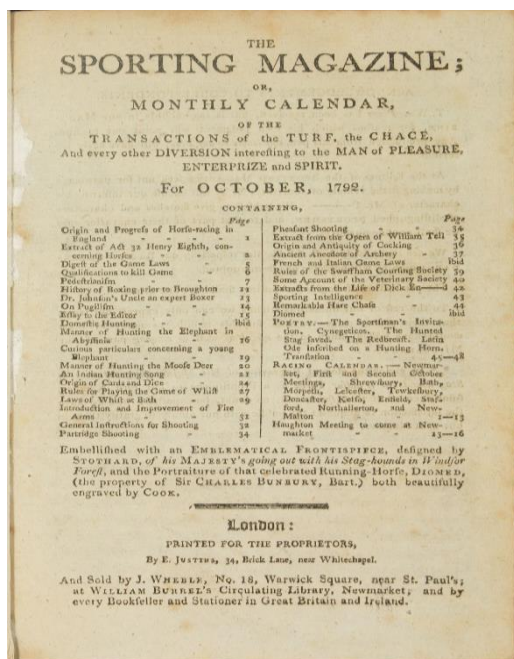 THE
SPORTING MAGAZINE;
OR,
MONTHLY CALENDAR,
OF THE
TRANSACTIONS of the TURF, the CHACE,
And every other DIVERSION intereſting to the MAN of PLEASURE,
ENTERPRIZE and SPIRIT.
For OCTOBER, 1792.
CONTAINING,
Page
Origin and Progreſs of Horſe-racing in
England - - 1
Extract of Act 32 Henry Eighth, con-
cerning Horſes - - 2
Digeſt of the Game Laws - 5
Qualifications to kill Game - 6
Pedeſtrianiſm - - 7
Hiſtory of Boxing prior to Broughton 11
Dr. Johnſon's Uncle an expert Boxer 13
On Pugiliſm - - 14
Eſſay to the Editor - - 15
Domeſtic Hunting - - ibid
Manner of Hunting the Elephant in
Abyſſinia - - 16
Curious particulars concerning a young
Elephant - - 19
Manner of Hunting the Mooſe Deer 20
An Indian Hunting Song - 21
Origin of Cards and Dice - 24
Rules for Playing the Game of Whiſt 27
Laws of Whiſt at Bath - 29
Introduction and Improvement of Fire
Arms - - 31
General Inſtructions for Shooting 32
Partridge Shooting - - 34
Page
Pheaſant Shooting - - 34
Extract from the Opera of William Tell 35
Origin and Antiquity of Cocking 36
Ancient Anecdote of Archery - 37
French and Italian Game Laws ibid
Rules of the Swaffham Courſing Society 39
Some Account of the Veterinary Society 40
Extracts from the Life of Dick En——d 42
Sporting Intelligence - 43
Remarkable Hare Chaſe - 44
Diomed - - ibid
POETRY.—The Sportſman's Invita-
tion. Cynegeticos. The Hunted
Stag ſaved. The Redbreaſt. Latin
Ode inſcribed on a Hunting Horn,
Tranſlation - - 45—48
RACING CALENDAR.—Newmar-
ket, Firſt and Second October
Meetings, Shrewſbury, Bath,
Morpeth, Leiceſter, Tewkeſbury,
Doncaſter, Kelſo, Enfield, Staf-
ford, Northallerton, and New-
Malton - - 1—13
Haughton Meeting to come at New-
market - - 13—16
Embelliſhed with an EMBLEMATICAL FRONTISPIECE, deſigned by
STOTHARD, of his MAJESTY's going out with his Stag-hounds in Windſor
Foreſt, and the Portraiture of that celebrated Running-Horſe, DIOMED,
(the property of Sir CHARLES BUNBURY, Bart.) both beautifully
engraved by COOK.
London:
PRINTED FOR THE PROPRIETORS,
By E. JUSTINS, 34, Brick Lane, near Whitechapel.
And Sold by J. WHEBLE, No. 18, Warwick Square, near St. Paul's;
at WILLIAM BURREL's Circulating Library, Newmarket; and by
every Bookſeller and Stationer in Great Britain and Ireland.